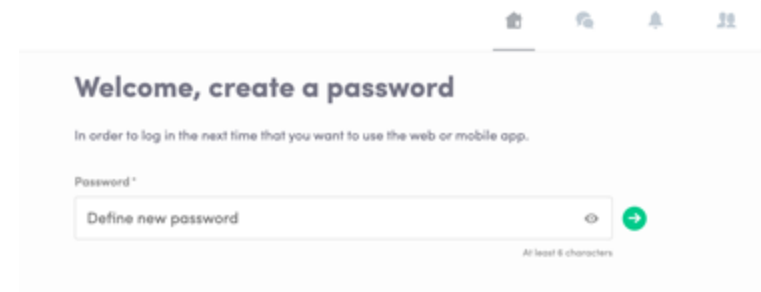 Welcome, create a password
In order to log in the next time that you want to use the web or mobile app.
Password *
Define new password
At least 6 characters